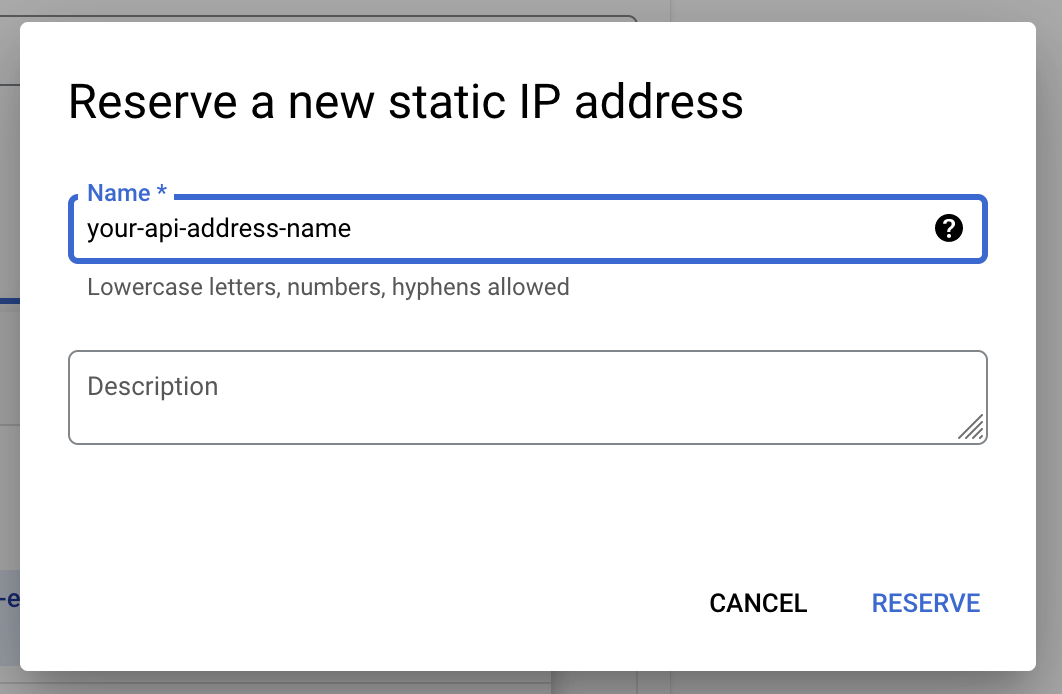 Reserve a new static IP address
Name *
your-api-address-name
?
Lowercase letters, numbers, hyphens allowed
Description
-e
CANCEL
RESERVE